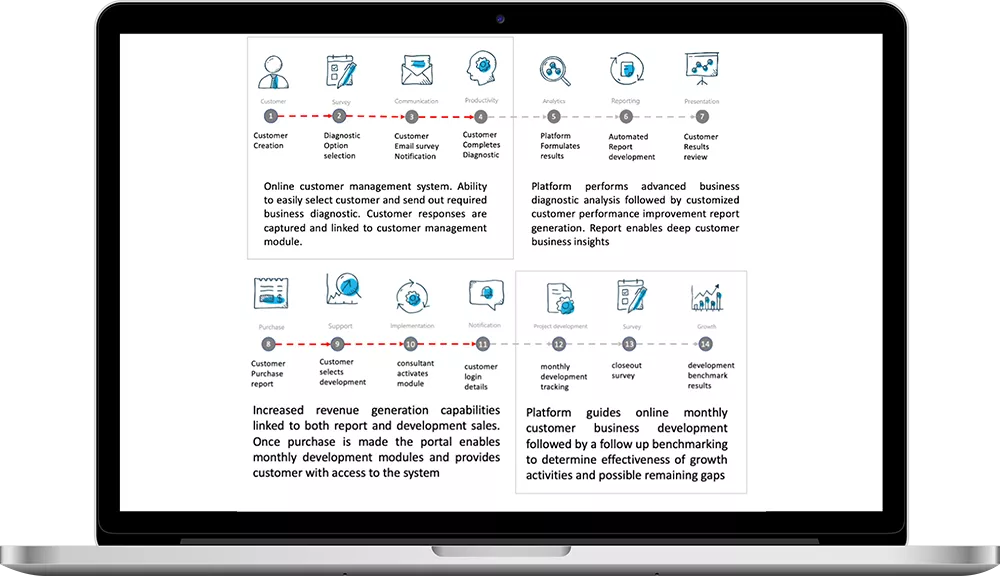 Customer Survey Communication Productivity Analytics Reporting Presentation
1 2 3 4 5 6 7
Customer
Creation
Diagnostic
Option
selection
Customer
Email survey
Notification
Customer
Completes
Diagnostic
Platform
Formulates
results
Automated
Report
development
Customer
Results
review
Online customer management system. Ability
to easily select customer and send out required
business diagnostic. Customer responses are
captured and linked to customer management
module.
Platform performs advanced business
diagnostic analysis followed by customized
customer performance improvement report
generation. Report enables deep customer
business insights
Purchase Support Implementation Notification Project development Survey Growth
8 9 10 11 12 13 14
Customer
Purchase
report
Customer
selects
development
consultant
activates
module
customer
login
details
monthly
development
tracking
closeout
survey
development
benchmark
results
Increased revenue generation capabilities
linked to both report and development sales.
Once purchase is made the portal enables
monthly development modules and provides
customer with access to the system
Platform guides online monthly
customer business development
followed by a follow up benchmarking
to determine effectiveness of growth
activities and possible remaining gaps